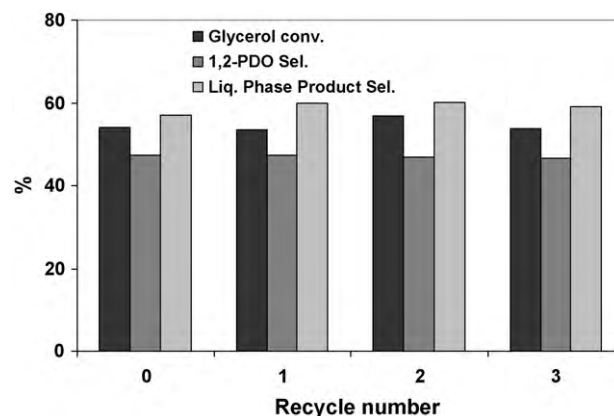 80
60
40
20
0
%
Glycerol conv.
1,2-PDO Sel.
Liq. Phase Product Sel.
0 1 2 3
Recycle number